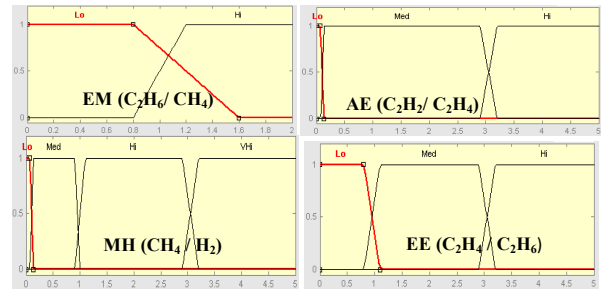 Lo Hi
1
0.5
0
EM (C₂H₆/ CH₄)
0 0.2 0.4 0.6 0.8 1 1.2 1.4 1.6 1.8 2
Lo Med Hi
1
0.5
0
AE (C₂H₂/ C₂H₄)
0 0.5 1 1.5 2 2.5 3 3.5 4 4.5 5
Lo Med Hi VHi
1
0.5
0
MH (CH₄ / H₂)
0 0.5 1 1.5 2 2.5 3 3.5 4 4.5 5
Lo Med Hi
1
0.5
0
EE (C₂H₄ / C₂H₆)
0 0.5 1 1.5 2 2.5 3 3.5 4 4.5 5